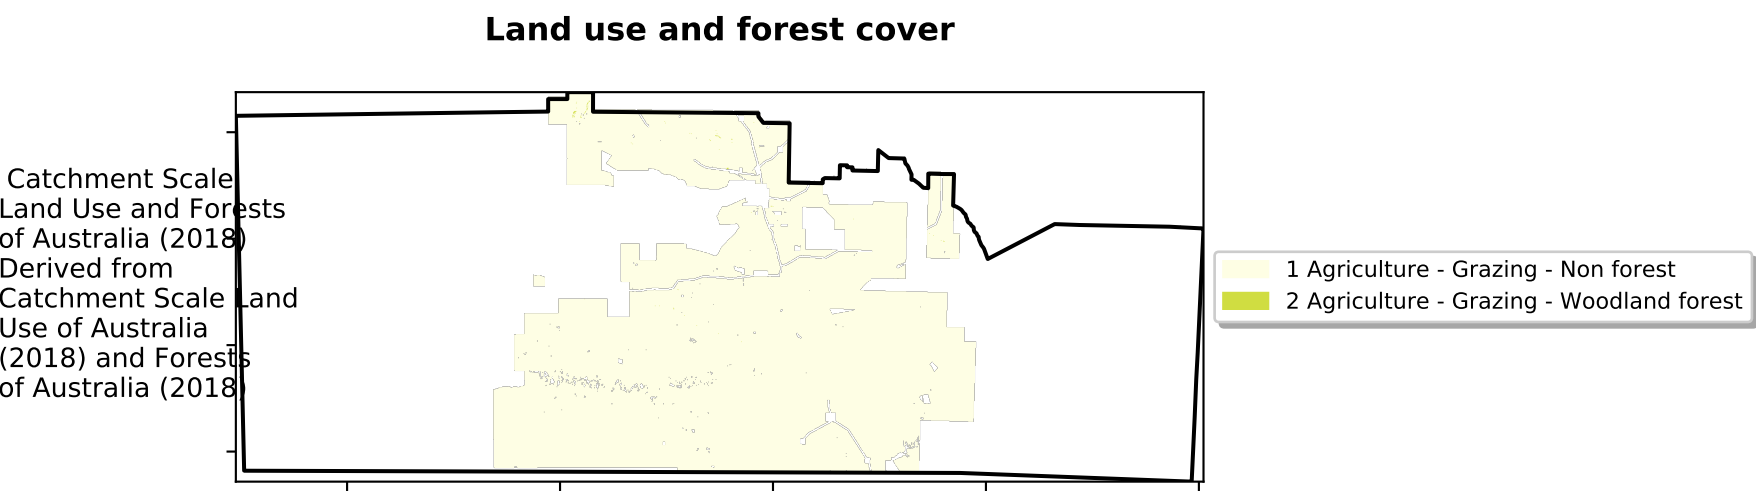 Land use and forest cover
Catchment Scale
Land Use and Forests
of Australia (2018)
Derived from
Catchment Scale Land
Use of Australia
(2018) and Forests
of Australia (2018)
1 Agriculture - Grazing - Non forest
2 Agriculture - Grazing - Woodland forest